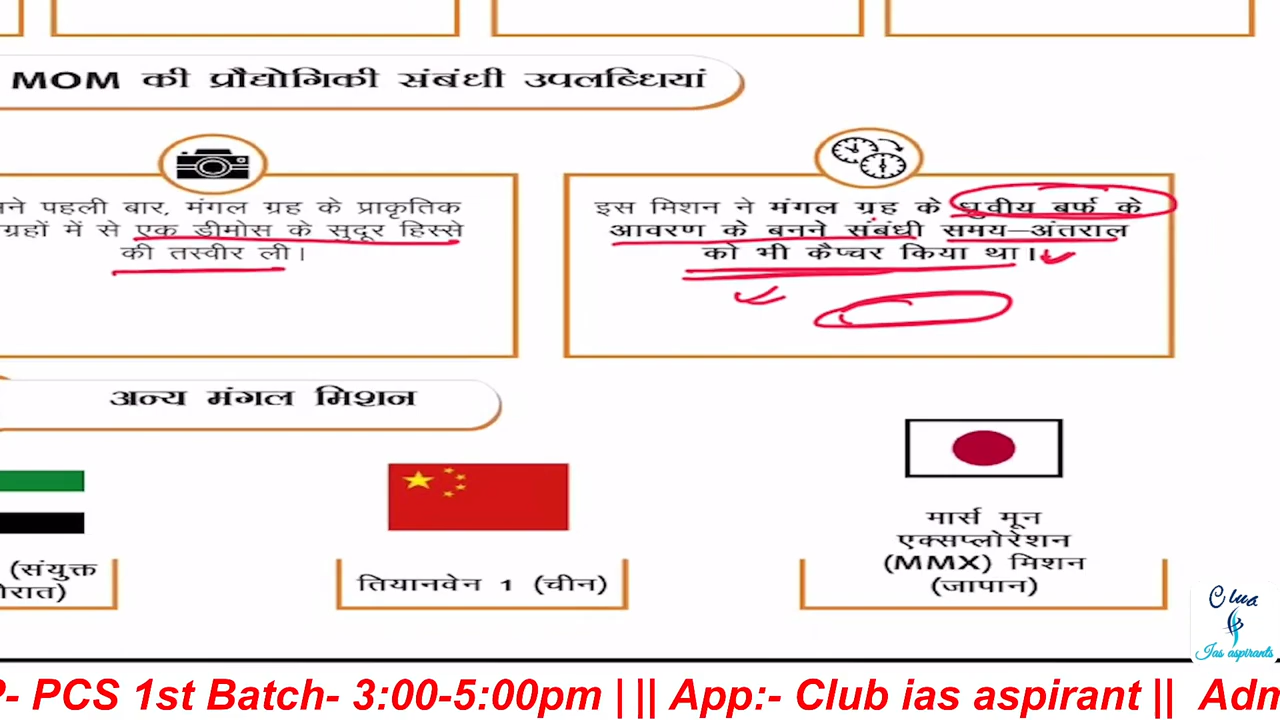 MOM की प्रौद्योगिकी संबंधी उपलब्धियां
ने पहली बार, मंगल ग्रह के प्राकृतिक
ग्रहों में से एक डीमोस के सुदूर हिस्से
की तस्वीर ली।
इस मिशन ने मंगल ग्रह के ध्रुवीय बर्फ के
आवरण के बनने संबंधी समय–अंतराल
को भी कैप्चर किया था।
अन्य मंगल मिशन
(संयुक्त
तियानवेन 1 (चीन)
मार्स मून
एक्सप्लोरेशन
(MMX) मिशन
(जापान)
Club
Ias aspirants
P- PCS 1st Batch- 3:00-5:00pm | || App:- Club ias aspirant || Adn